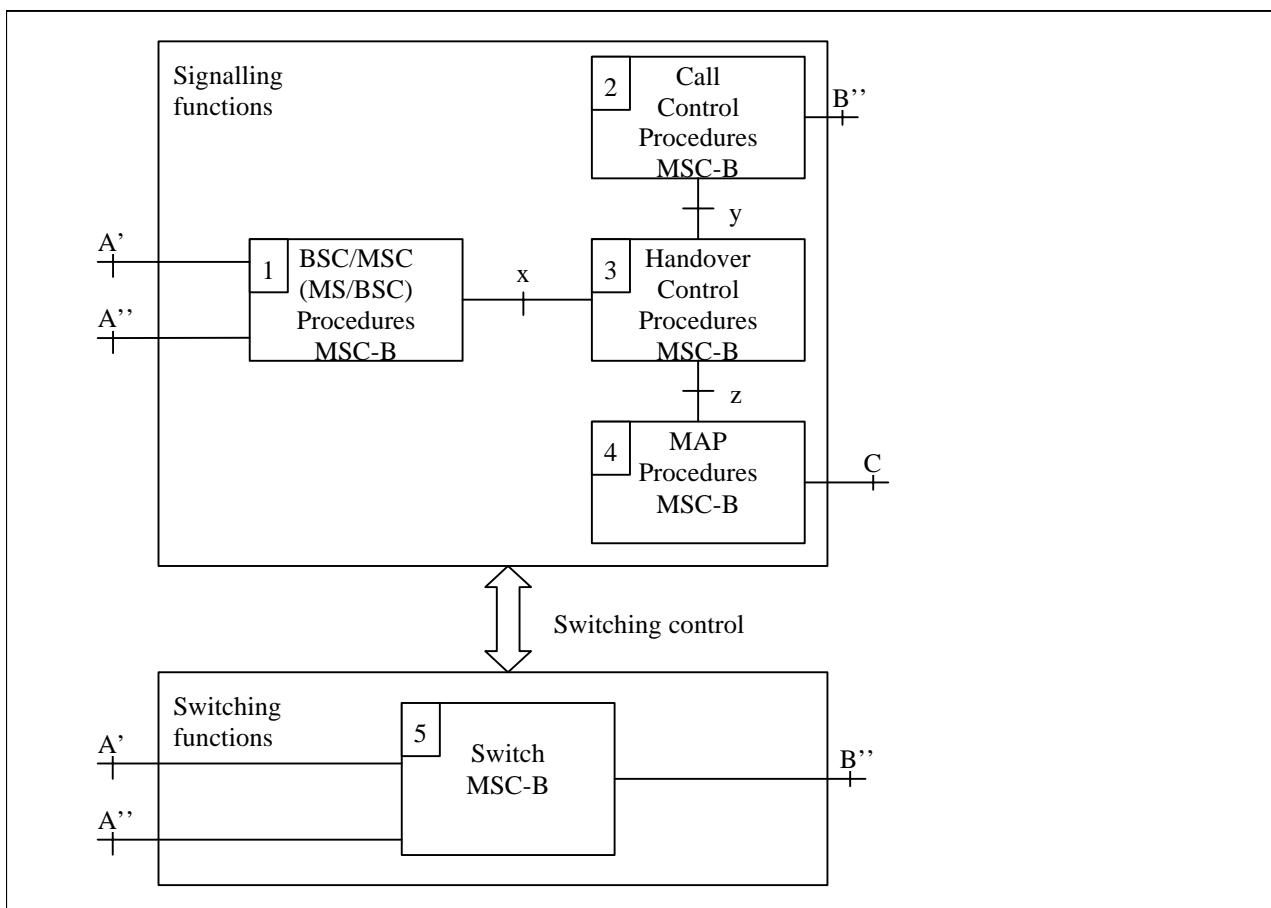 Signalling
functions
2
Call
Control
Procedures
MSC-B
B’’
y
A’
A’’
1
BSC/MSC
(MS/BSC)
Procedures
MSC-B
x
3
Handover
Control
Procedures
MSC-B
z
4
MAP
Procedures
MSC-B
C
Switching control
Switching
functions
A’
A’’
5
Switch
MSC-B
B’’